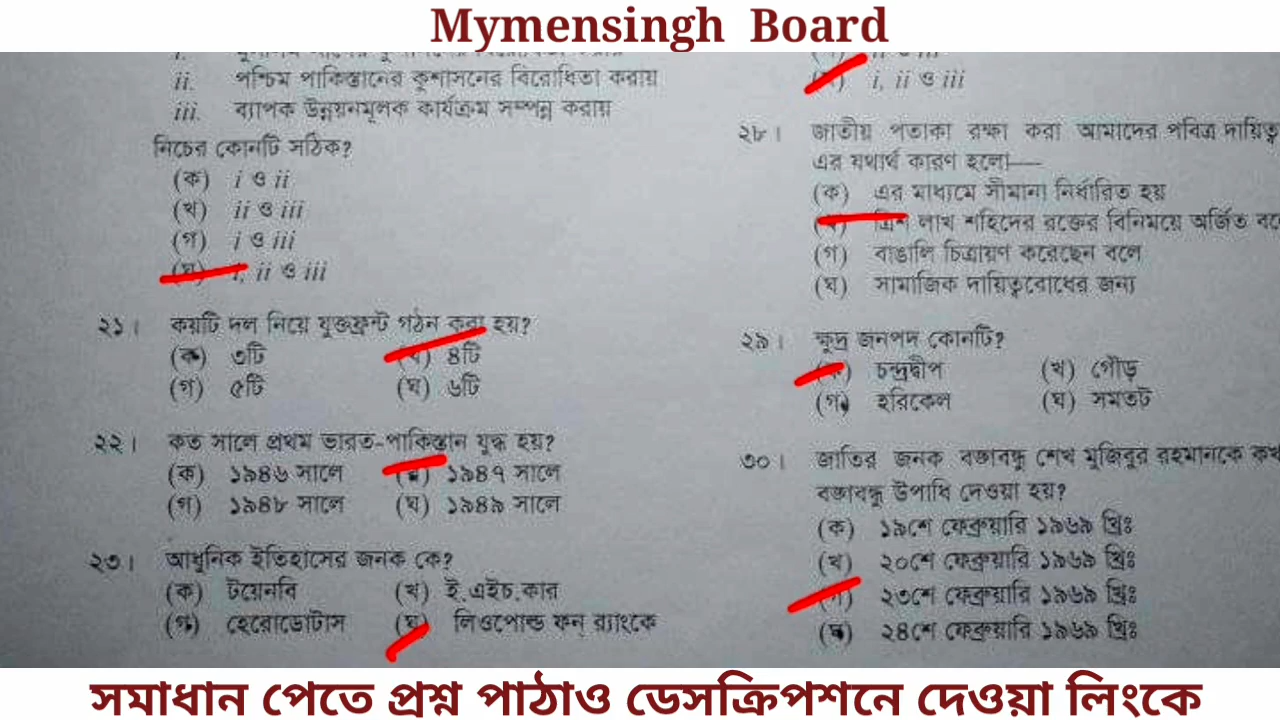 Mymensingh Board
ii. পশ্চিম পাকিস্তানের কুশাসনের বিরোধিতা করায়
iii. ব্যাপক উন্নয়নমূলক কার্যক্রম সম্পন্ন করায়
নিচের কোনটি সঠিক?
(ক) i ও ii
(খ) ii ও iii
(গ) i ও iii
(ঘ) i, ii ও iii
২১। কয়টি দল নিয়ে যুক্তফ্রন্ট গঠন করা হয়?
(ক) ৩টি (খ) ৪টি
(গ) ৫টি (ঘ) ৬টি
২২। কত সালে প্রথম ভারত-পাকিস্তান যুদ্ধ হয়?
(ক) ১৯৪৬ সালে (খ) ১৯৪৭ সালে
(গ) ১৯৪৮ সালে (ঘ) ১৯৪৯ সালে
২৩। আধুনিক ইতিহাসের জনক কে?
(ক) টয়েনবি (খ) ই.এইচ.কার
(গ) হেরোডোটাস (ঘ) লিওপোল্ড ফন্ র‍্যাংকে
i, ii ও iii
২৮। জাতীয় পতাকা রক্ষা করা আমাদের পবিত্র দায়িত্ব
এর যথার্থ কারণ হলো—
(ক) এর মাধ্যমে সীমানা নির্ধারিত হয়
ত্রিশ লাখ শহিদের রক্তের বিনিময়ে অর্জিত
(গ) বাঙালি চিত্রায়ণ করেছেন বলে
(ঘ) সামাজিক দায়িত্ববোধের জন্য
২৯। ক্ষুদ্র জনপদ কোনটি?
(ক) চন্দ্রদ্বীপ (খ) গৌড়
(গ) হরিকেল (ঘ) সমতট
৩০। জাতির জনক বঙ্গবন্ধু শেখ মুজিবুর রহমানকে
বঙ্গবন্ধু উপাধি দেওয়া হয়?
(ক) ১৯শে ফেব্রুয়ারি ১৯৬৯ খ্রিঃ
(খ) ২০শে ফেব্রুয়ারি ১৯৬৯ খ্রিঃ
(গ) ২৩শে ফেব্রুয়ারি ১৯৬৯ খ্রিঃ
(ঘ) ২৪শে ফেব্রুয়ারি ১৯৬৯ খ্রিঃ
সমাধান পেতে প্রশ্ন পাঠাও ডেসক্রিপশনে দেওয়া লিংকে